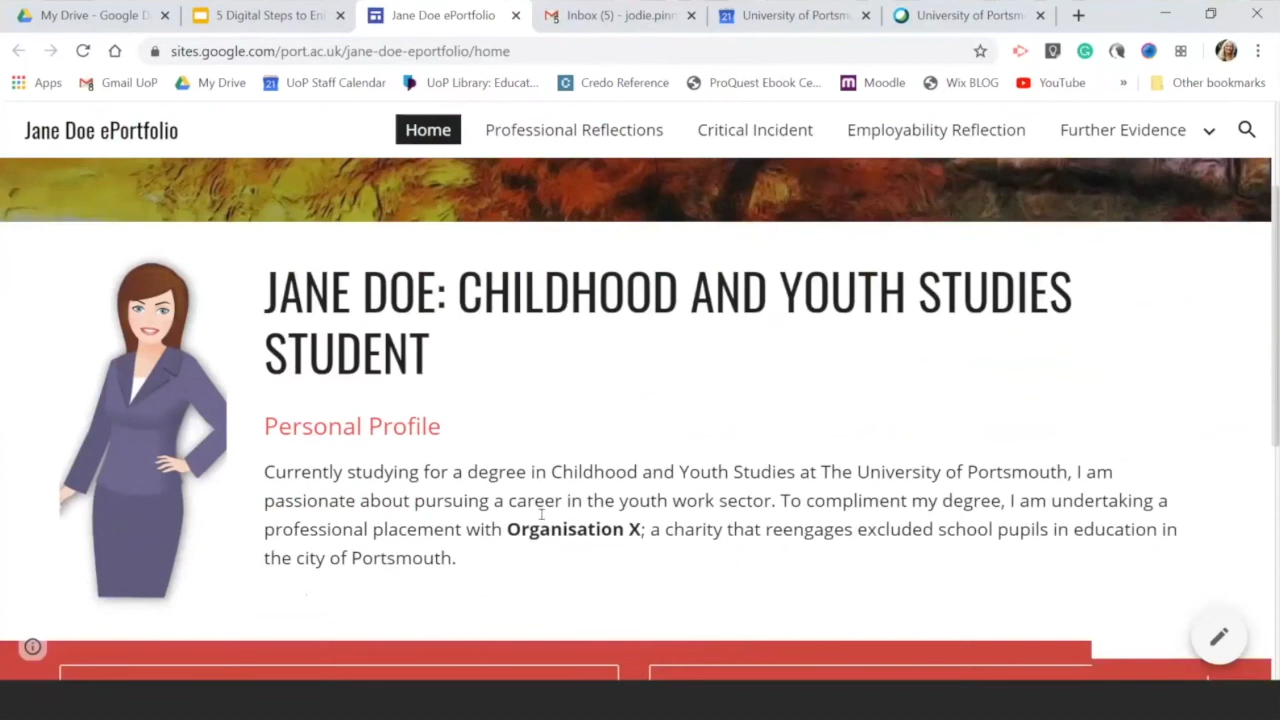 My Drive - Google D
5 Digital Steps to En
Jane Doe ePortfolio
Inbox (5) - jodie.pinn
University of Portsm
University of Portsm
sites.google.com/port.ac.uk/jane-doe-eportfolio/home
Apps
Gmail UoP
My Drive
UoP Staff Calendar
UoP Library: Educat...
Credo Reference
ProQuest Ebook Ce...
Moodle
Wix BLOG
YouTube
»
Other bookmarks
Jane Doe ePortfolio
Home
Professional Reflections
Critical Incident
Employability Reflection
Further Evidence
JANE DOE: CHILDHOOD AND YOUTH STUDIES
STUDENT
Personal Profile
Currently studying for a degree in Childhood and Youth Studies at The University of Portsmouth, I am
passionate about pursuing a career in the youth work sector. To compliment my degree, I am undertaking a
professional placement with Organisation X; a charity that reengages excluded school pupils in education in
the city of Portsmouth.